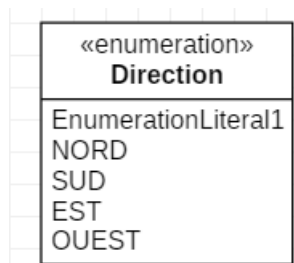 «enumeration»
Direction
EnumerationLiteral1
NORD
SUD
EST
OUEST